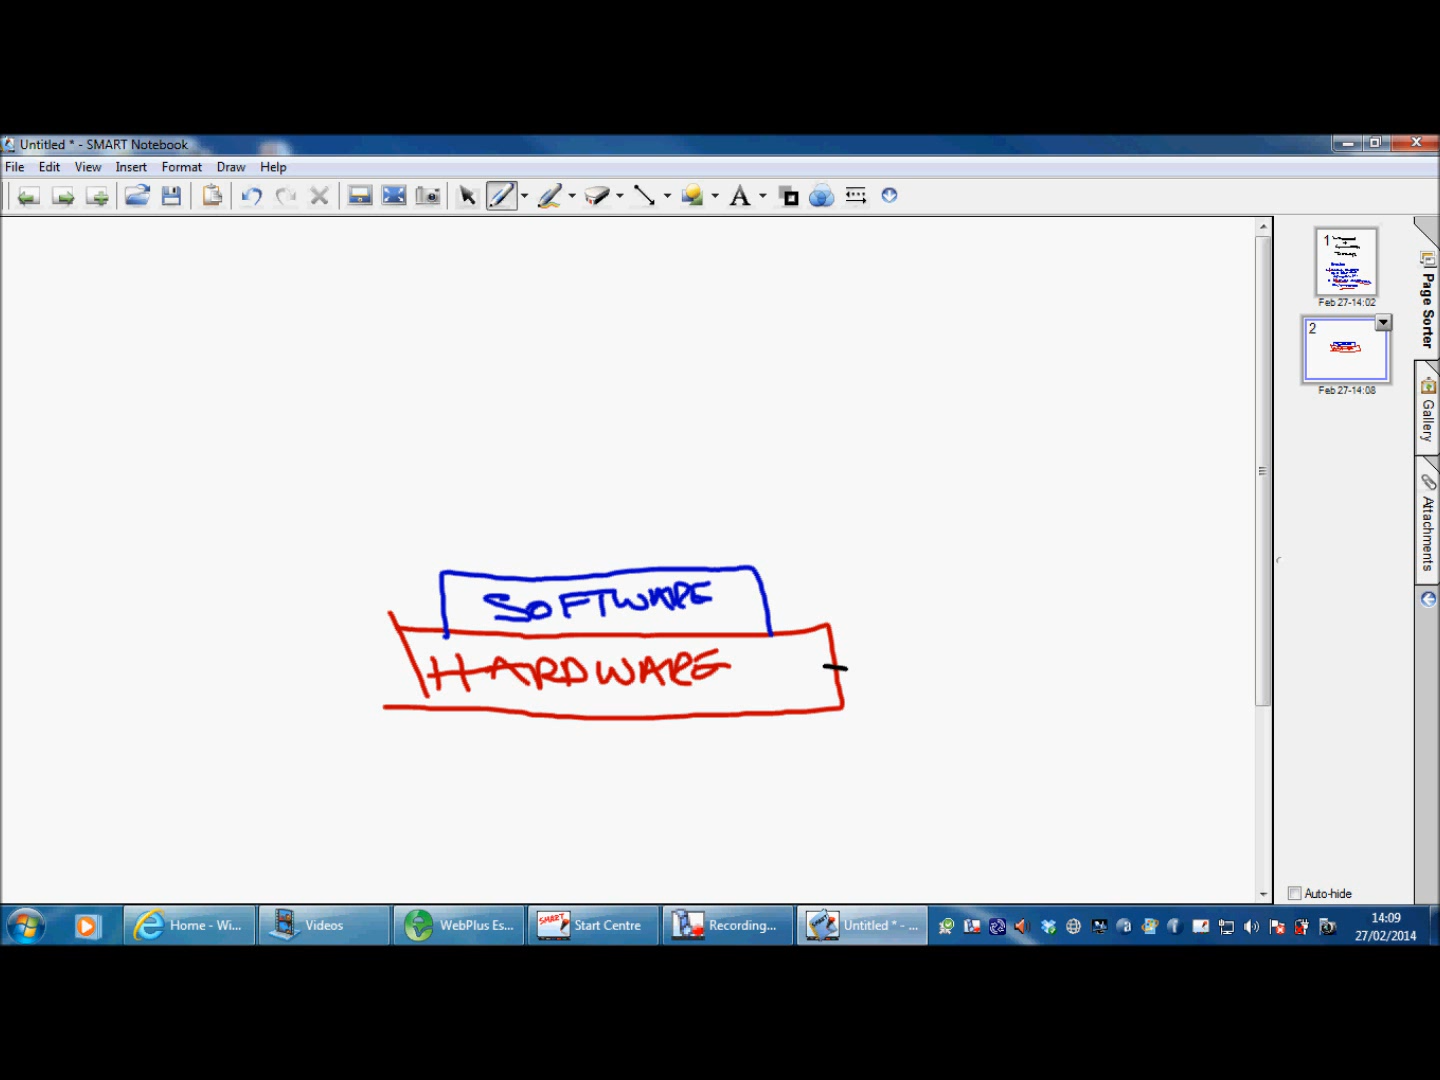 Untitled * - SMART Notebook
File Edit View Insert Format Draw Help
1
Feb 27-14:02
2
Feb 27-14:08
Page Sorter
Gallery
Attachments
SOFTWARE
HARDWARE
Auto-hide
Home - Wi...
Videos
WebPlus Es...
Start Centre
Recording...
Untitled * - ...
14:09
27/02/2014